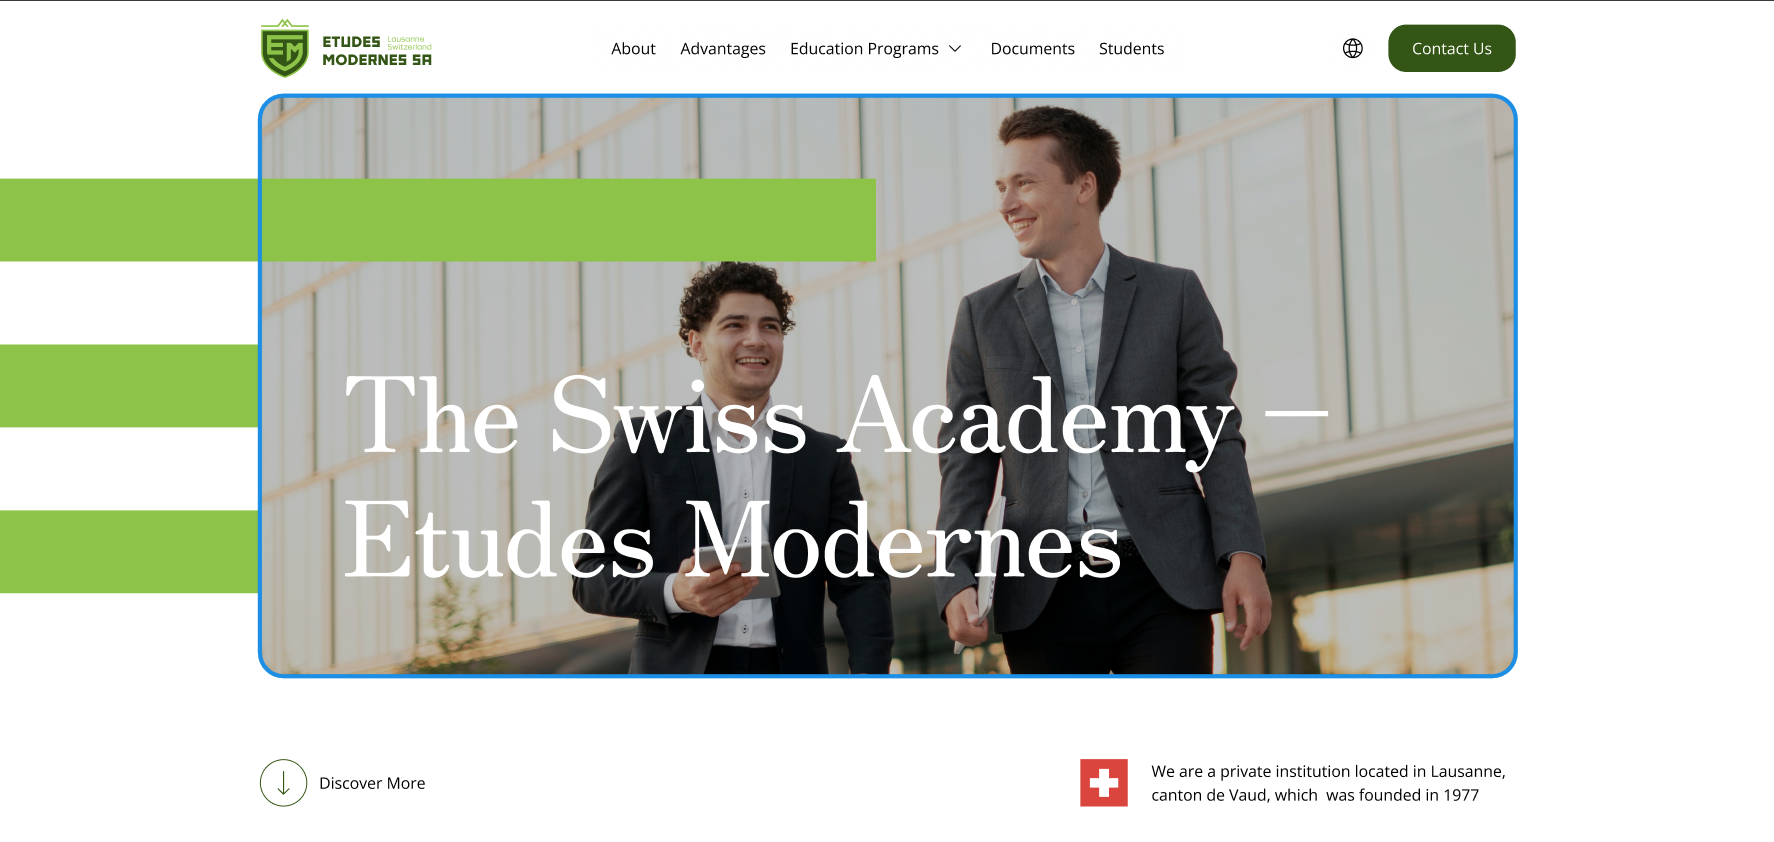 ETUDES
Lausanne
Switzerland
MODERNES SA
About
Advantages
Education Programs
Documents
Students
Contact Us
The Swiss Academy —
Etudes Modernes
Discover More
We are a private institution located in Lausanne,
canton de Vaud, which  was founded in 1977